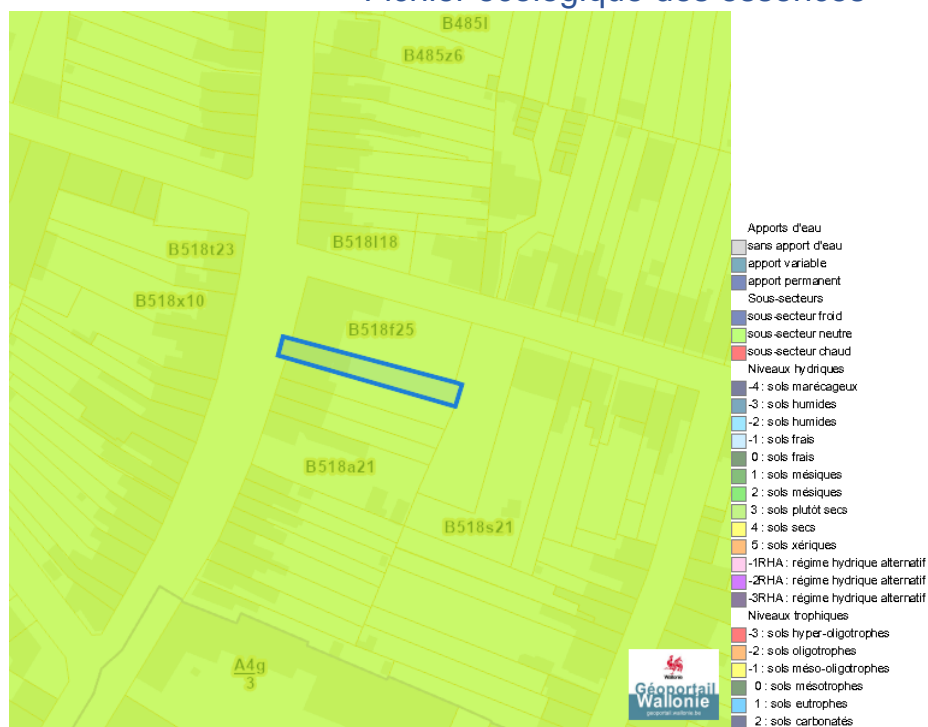 Fichier écologique des essences
B485l
B485z6
B518l18
B518t23
B518x10
B518f25
B518a21
B518s21
A4g
3
Apports d'eau
sans apport d'eau
apport variable
apport permanent
Sous-secteurs
sous-secteur froid
sous-secteur neutre
sous-secteur chaud
Niveaux hydriques
-4 : sols marécageux
-3 : sols humides
-2 : sols humides
-1 : sols frais
0 : sols frais
1 : sols mésiques
2 : sols mésiques
3 : sols plutôt secs
4 : sols secs
5 : sols xériques
-1RHA : régime hydrique alternatif
-2RHA : régime hydrique alternatif
-3RHA : régime hydrique alternatif
Niveaux trophiques
-3 : sols hyper-oligotrophes
-2 : sols oligotrophes
-1 : sols méso-oligotrophes
0 : sols mésotrophes
1 : sols eutrophes
2 : sols carbonatés
Wallonie
Géoportail
Wallonie
geoportail.wallonie.be